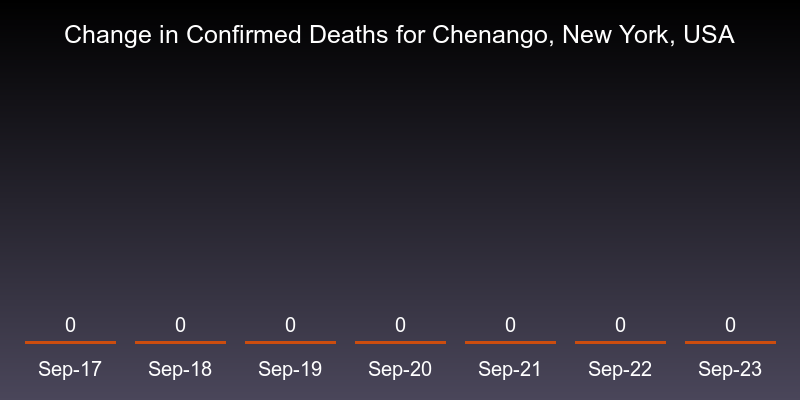 Change in Confirmed Deaths for Chenango, New York, USA
0 0 0 0 0 0 0
Sep-17 Sep-18 Sep-19 Sep-20 Sep-21 Sep-22 Sep-23